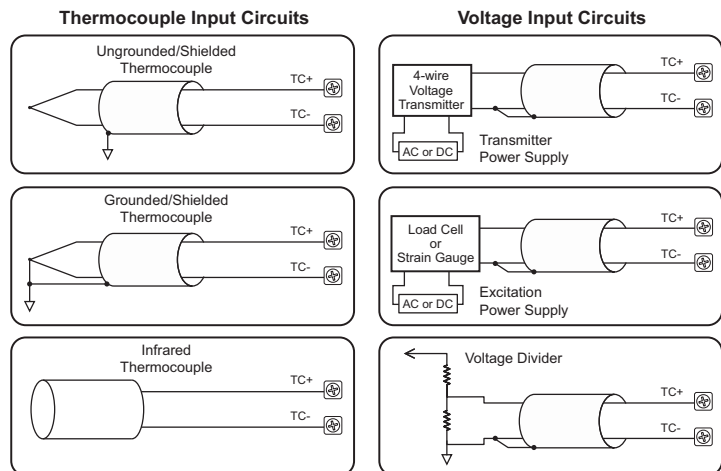 Thermocouple Input Circuits
Ungrounded/Shielded
Thermocouple
TC+
TC-
Grounded/Shielded
Thermocouple
TC+
TC-
Infrared
Thermocouple
TC+
TC-
Voltage Input Circuits
4-wire
Voltage
Transmitter
TC+
TC-
AC or DC
Transmitter
Power Supply
Load Cell
or
Strain Gauge
TC+
TC-
AC or DC
Excitation
Power Supply
Voltage Divider
TC+
TC-